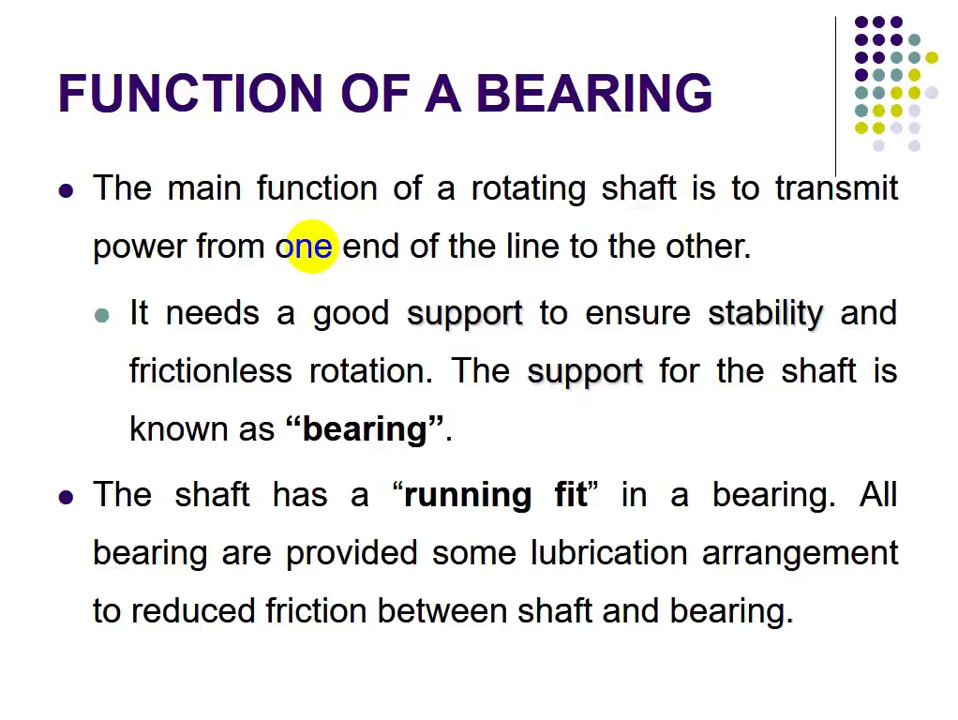 FUNCTION OF A BEARING
The main function of a rotating shaft is to transmit
power from one end of the line to the other.
It needs a good support to ensure stability and
frictionless rotation. The support for the shaft is
known as “bearing”.
The shaft has a “running fit” in a bearing. All
bearing are provided some lubrication arrangement
to reduced friction between shaft and bearing.